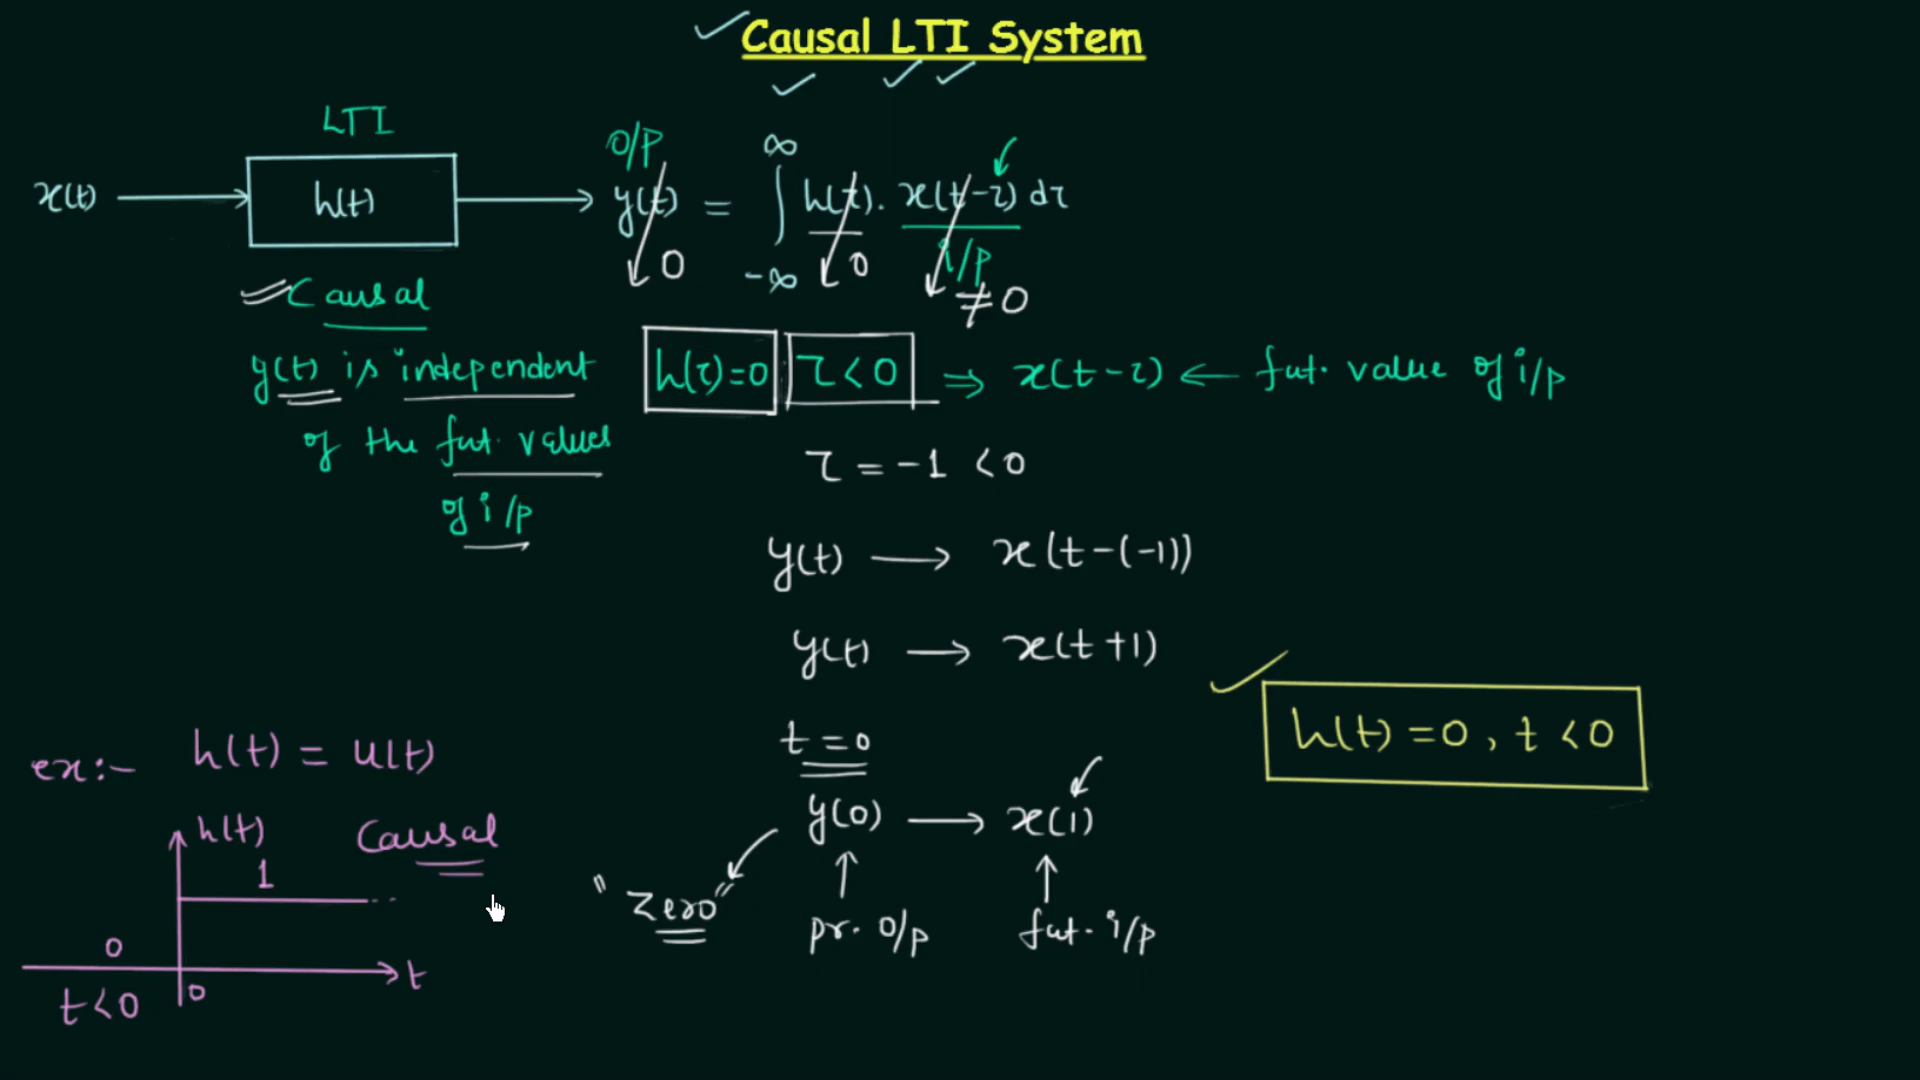 Causal LTI System
LTI
x(t) h(t) O/P y(t) = ∫ h(τ). x(t-τ) dτ
∞
-∞
0 0 i/p ≠0
Causal
y(t) is independent
of the fut. values
of i/p
h(τ)=0 τ<0 ⇒ x(t-τ) ← fut. value of i/p
τ = -1 <0
y(t) → x(t-(-1))
y(t) → x(t+1)
t=0
y(0) → x(1)
"Zero"
pr. o/p fut. i/p
h(t) =0, t <0
ex:- h(t) = u(t)
h(t) Causal
1
0
t<0 0 t